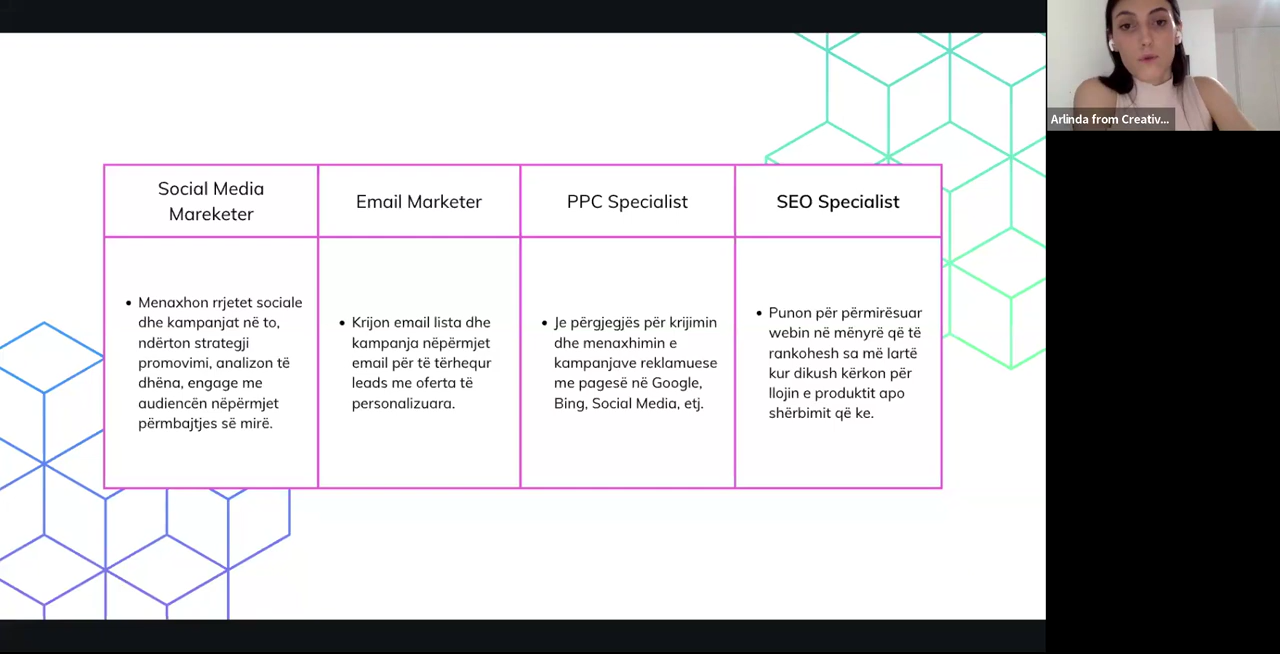 Social Media
Mareketer
Email Marketer
PPC Specialist
SEO Specialist
• Menaxhon rrjetet sociale
dhe kampanjat në to,
ndërton strategji
promovimi, analizon të
dhëna, engage me
audiencën nëpërmjet
përmbajtjes së mirë.
• Krijon email lista dhe
kampanja nëpërmjet
email për të tërhequr
leads me oferta të
personalizuara.
• Je përgjegjës për krijimin
dhe menaxhimin e
kampanjave reklamuese
me pagesë në Google,
Bing, Social Media, etj.
• Punon për përmirësuar
webin në mënyrë që të
rankohesh sa më lartë
kur dikush kërkon për
llojin e produktit apo
shërbimit që ke.
Arlinda from Creativ...